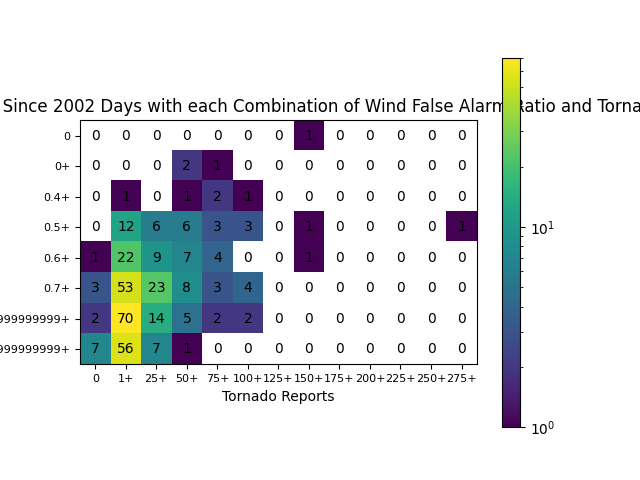 Since 2002 Days with each Combination of Wind False Alarm Ratio and Torna
0 0 0 0 0 0 0 0 1 0 0 0 0 0
0+ 0 0 0 2 1 0 0 0 0 0 0 0 0
0.4+ 0 1 0 1 2 1 0 0 0 0 0 0 0
0.5+ 0 12 6 6 3 3 0 1 0 0 0 0 1
0.6+ 1 22 9 7 4 0 0 1 0 0 0 0 0
0.7+ 3 53 23 8 3 4 0 0 0 0 0 0 0
999999999+ 2 70 14 5 2 2 0 0 0 0 0 0 0
999999999+ 7 56 7 1 0 0 0 0 0 0 0 0 0
0 1+ 25+ 50+ 75+ 100+ 125+ 150+ 175+ 200+ 225+ 250+ 275+
Tornado Reports
10¹
10⁰